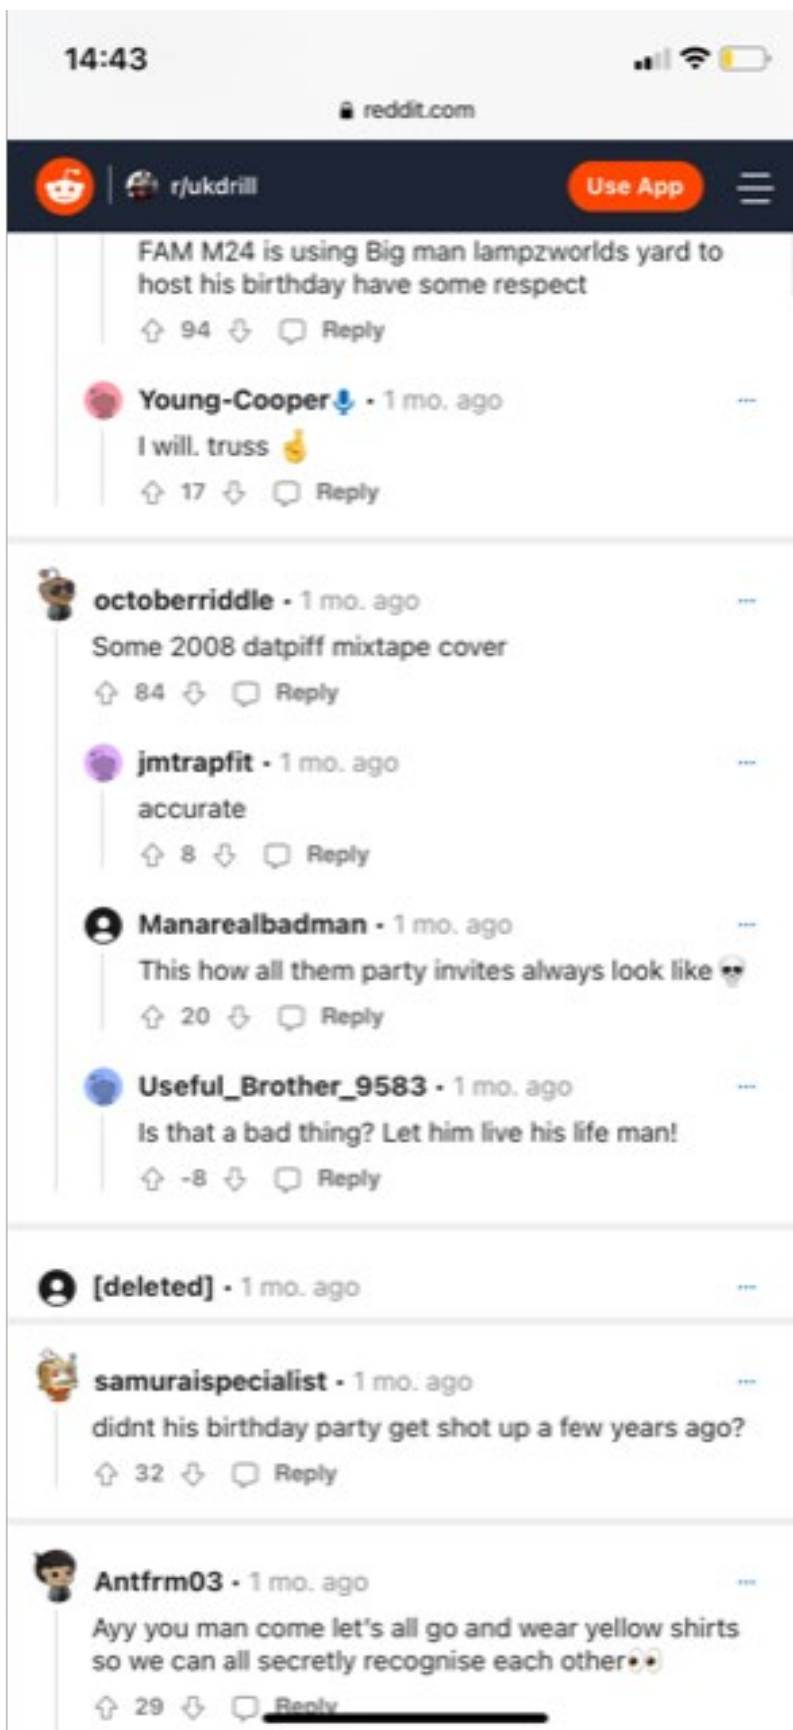 14:43
reddit.com
r/ukdrill
Use App
FAM M24 is using Big man lampzworlds yard to
host his birthday have some respect
94 Reply
Young-Cooper • 1 mo. ago
I will. truss 🤞
17 Reply
octoberriddle • 1 mo. ago
Some 2008 datpiff mixtape cover
84 Reply
jmtrapfit • 1 mo. ago
accurate
8 Reply
Manarealbadman • 1 mo. ago
This how all them party invites always look like 💀
20 Reply
Useful_Brother_9583 • 1 mo. ago
Is that a bad thing? Let him live his life man!
-8 Reply
[deleted] • 1 mo. ago
samuraispecialist • 1 mo. ago
didnt his birthday party get shot up a few years ago?
32 Reply
Antfrm03 • 1 mo. ago
Ayy you man come let's all go and wear yellow shirts
so we can all secretly recognise each other👀
29 Reply